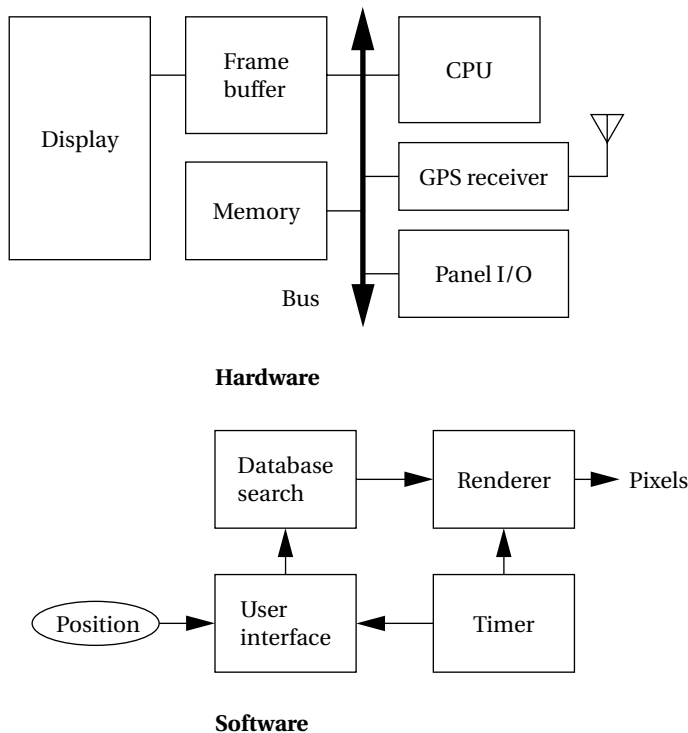 Display
Frame
buffer
CPU
GPS receiver
Memory
Panel I/O
Bus
Hardware
Database
search
Renderer
Pixels
Position
User
interface
Timer
Software